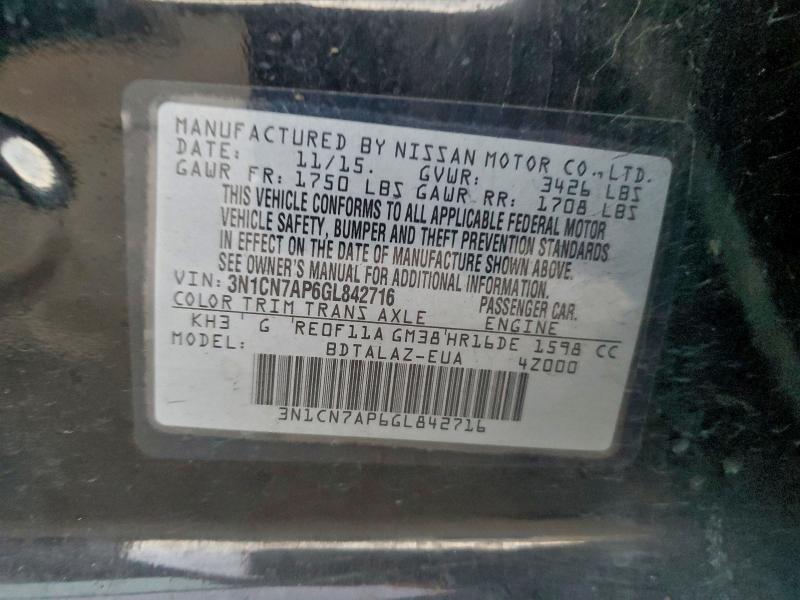 MANUFACTURED BY NISSAN MOTOR CO., LTD.
DATE: 11/15. GVWR: 3426 LBS
GAWR FR: 1750 LBS GAWR RR: 1708 LBS
THIS VEHICLE CONFORMS TO ALL APPLICABLE FEDERAL MOTOR
VEHICLE SAFETY, BUMPER AND THEFT PREVENTION STANDARDS
IN EFFECT ON THE DATE OF MANUFACTURE SHOWN ABOVE.
SEE OWNER'S MANUAL FOR ADDITIONAL INFORMATION.
VIN: 3N1CN7AP6GL842716 PASSENGER CAR.
COLOR TRIM TRANS AXLE ENGINE
KH3 G RE0F11A GM38 HR16DE 1598 CC
MODEL: BDTALAZ-EUA 4Z000
3N1CN7AP6GL842716